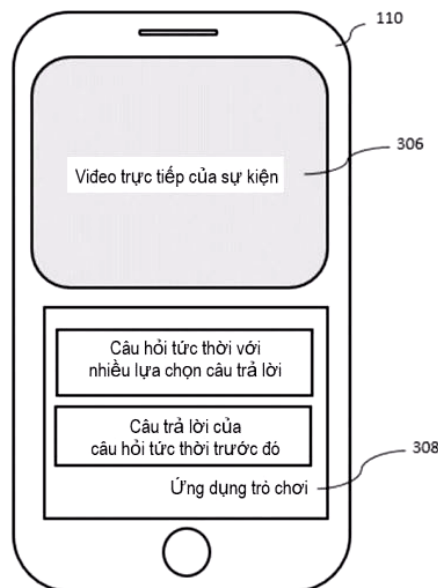 110
Video trực tiếp của sự kiện
306
Câu hỏi tức thời với
nhiều lựa chọn câu trả lời
Câu trả lời của
câu hỏi tức thời trước đó
308
Ứng dụng trò chơi